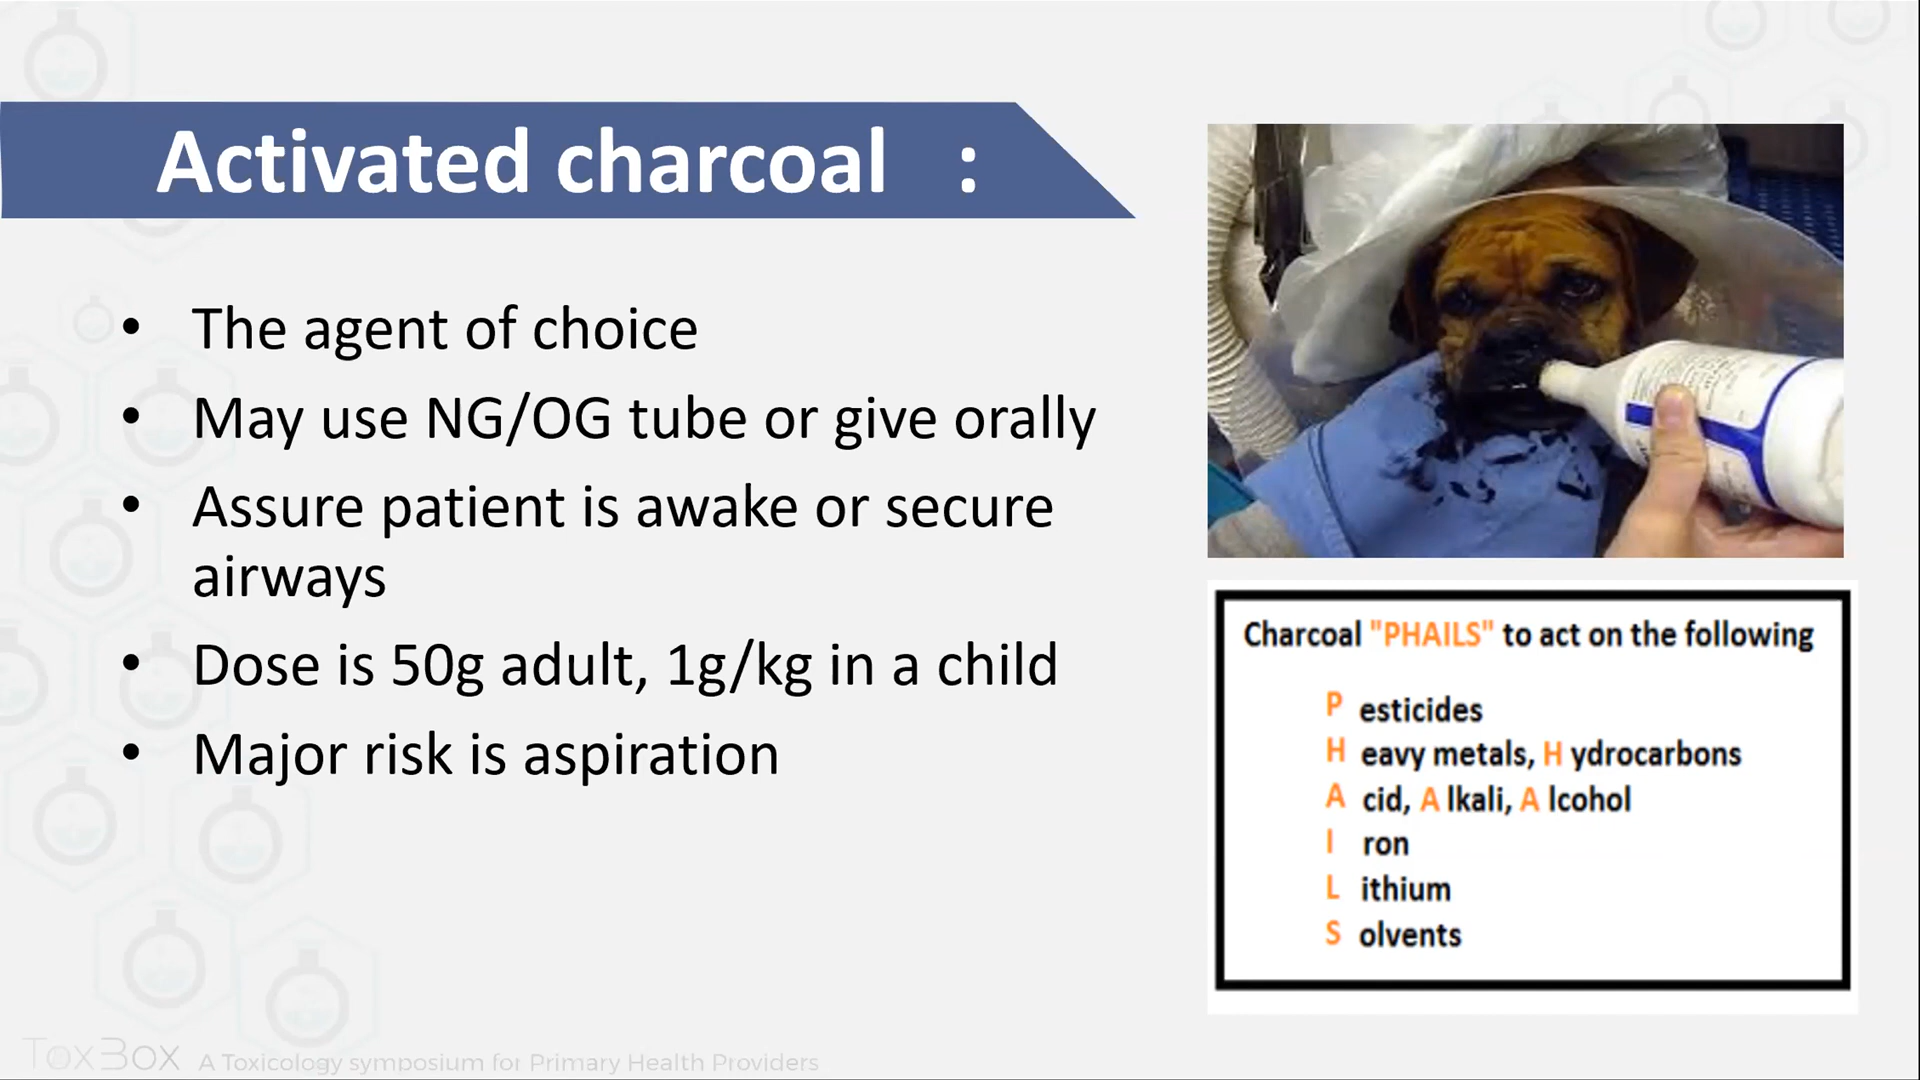 Activated charcoal :
• The agent of choice
• May use NG/OG tube or give orally
• Assure patient is awake or secure
airways
• Dose is 50g adult, 1g/kg in a child
• Major risk is aspiration
Charcoal "PHAILS" to act on the following
P esticides
H eavy metals, H ydrocarbons
A cid, A lkali, A lcohol
I ron
L ithium
S olvents
ToxBox A Toxicology symposium for Primary Health Providers